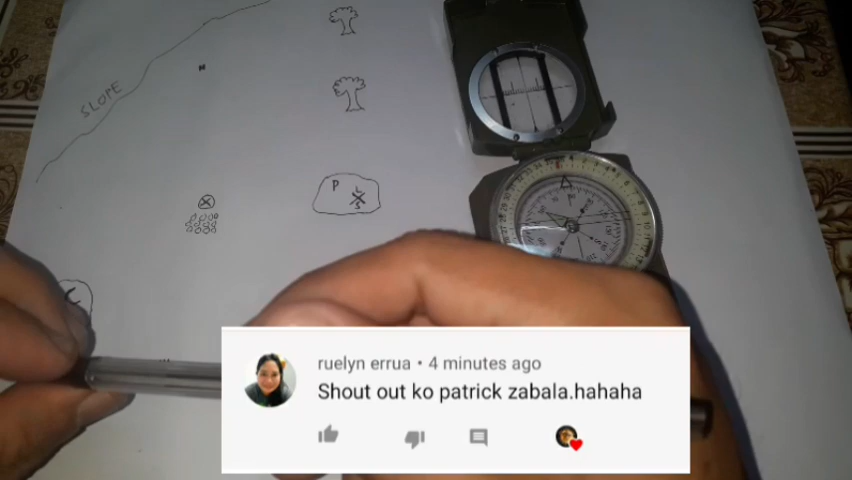 SLOPE
N
P
L
S
C
ruelyn errua • 4 minutes ago
Shout out ko patrick zabala.hahaha